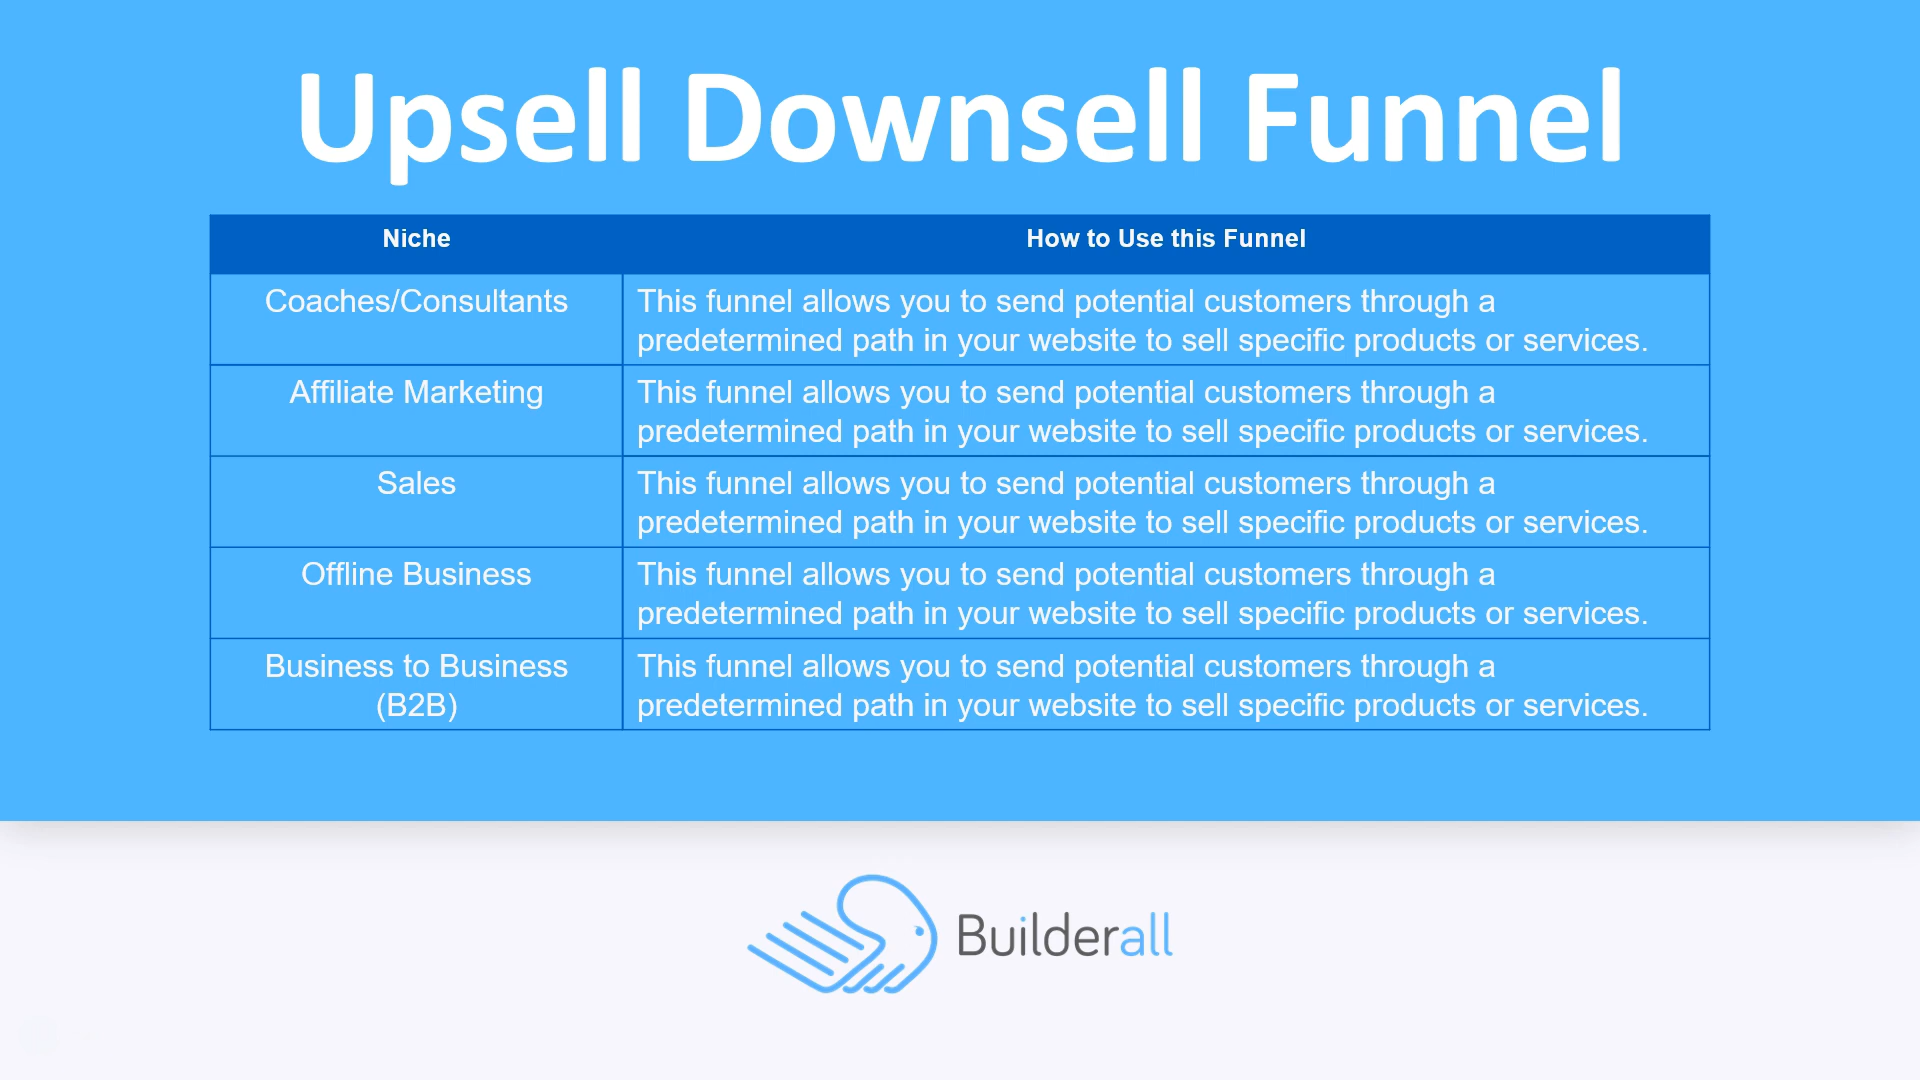 Upsell Downsell Funnel
Niche
How to Use this Funnel
Coaches/Consultants
This funnel allows you to send potential customers through a
predetermined path in your website to sell specific products or services.
Affiliate Marketing
This funnel allows you to send potential customers through a
predetermined path in your website to sell specific products or services.
Sales
This funnel allows you to send potential customers through a
predetermined path in your website to sell specific products or services.
Offline Business
This funnel allows you to send potential customers through a
predetermined path in your website to sell specific products or services.
Business to Business
(B2B)
This funnel allows you to send potential customers through a
predetermined path in your website to sell specific products or services.
Builderall